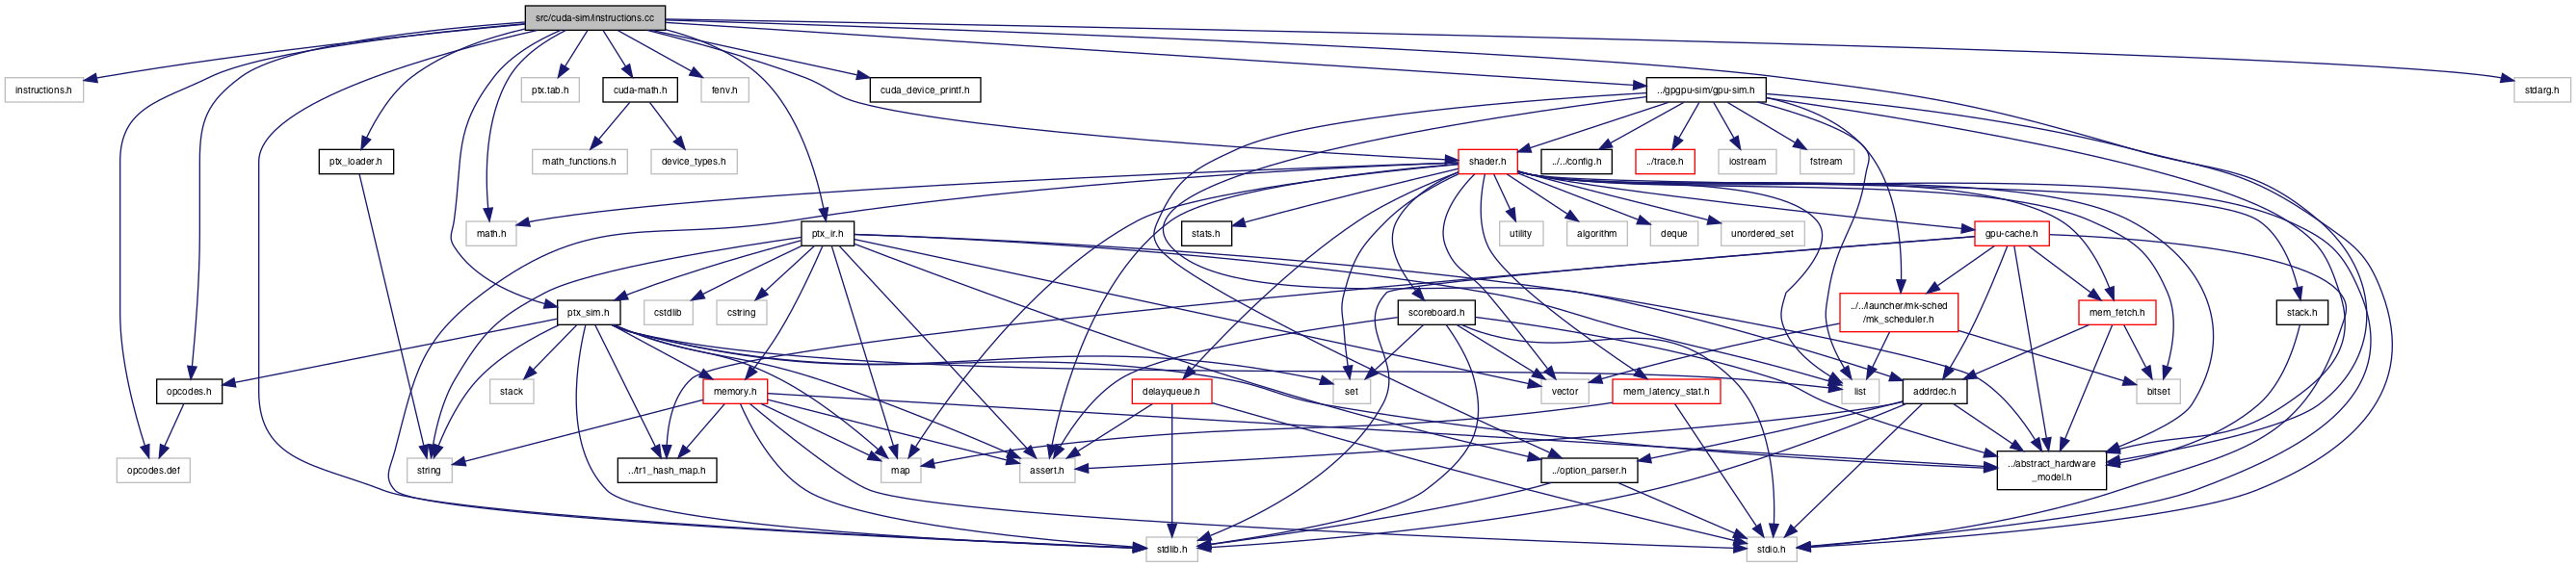 src/cuda-sim/instructions.cc
instructions.h
ptx.tab.h
cuda-math.h
fenv.h
cuda_device_printf.h
../gpgpu-sim/gpu-sim.h
stdarg.h
ptx_loader.h
math_functions.h
device_types.h
shader.h
../../config.h
../trace.h
iostream
fstream
math.h
ptx_ir.h
stats.h
utility
algorithm
deque
unordered_set
gpu-cache.h
ptx_sim.h
cstdlib
cstring
scoreboard.h
../../launcher/mk-sched
/mk_scheduler.h
mem_fetch.h
stack.h
opcodes.h
stack
memory.h
delayqueue.h
set
vector
mem_latency_stat.h
list
addrdec.h
bitset
opcodes.def
string
../tr1_hash_map.h
map
assert.h
../option_parser.h
../abstract_hardware
_model.h
stdlib.h
stdio.h